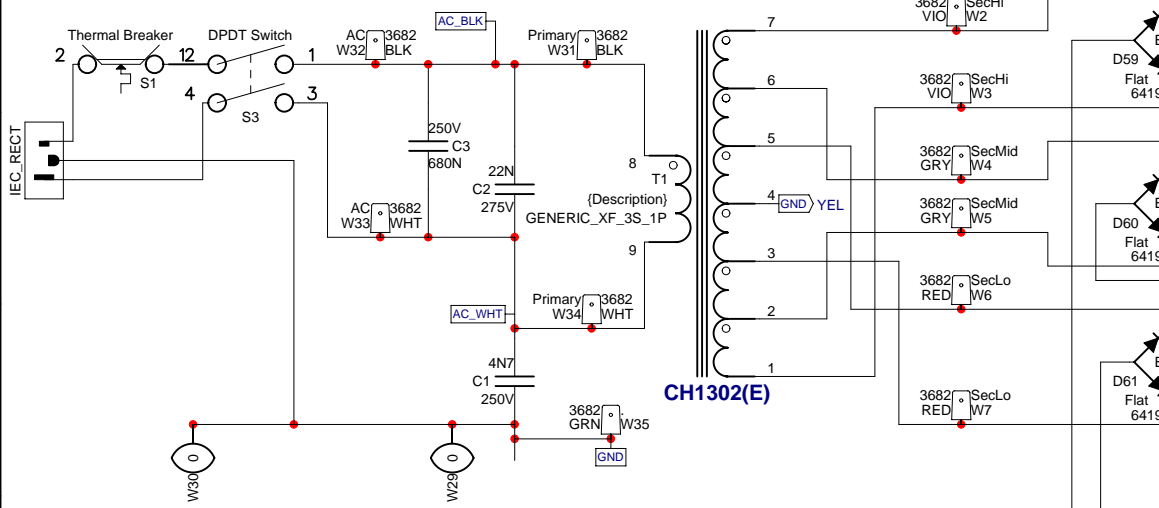 Thermal Breaker
DPDT Switch
2
12
1
S1
4
3
S3
IEC_RECT
AC 3682
W32 BLK
AC_BLK
Primary 3682
W31 BLK
250V
C3
680N
22N
C2
275V
AC 3682
W33 WHT
8
T1
{Description}
GENERIC_XF_3S_1P
9
AC_WHT
Primary 3682
W34 WHT
4N7
C1
250V
3682
GRN W35
GND
W30
0
W29
0
CH1302(E)
7
6
5
4
GND YEL
3
2
1
3682 SecHi
VIO W2
3682 SecHi
VIO W3
3682 SecMid
GRY W4
3682 SecMid
GRY W5
3682 SecLo
RED W6
3682 SecLo
RED W7
D59
Flat
D60
Flat
D61
Flat